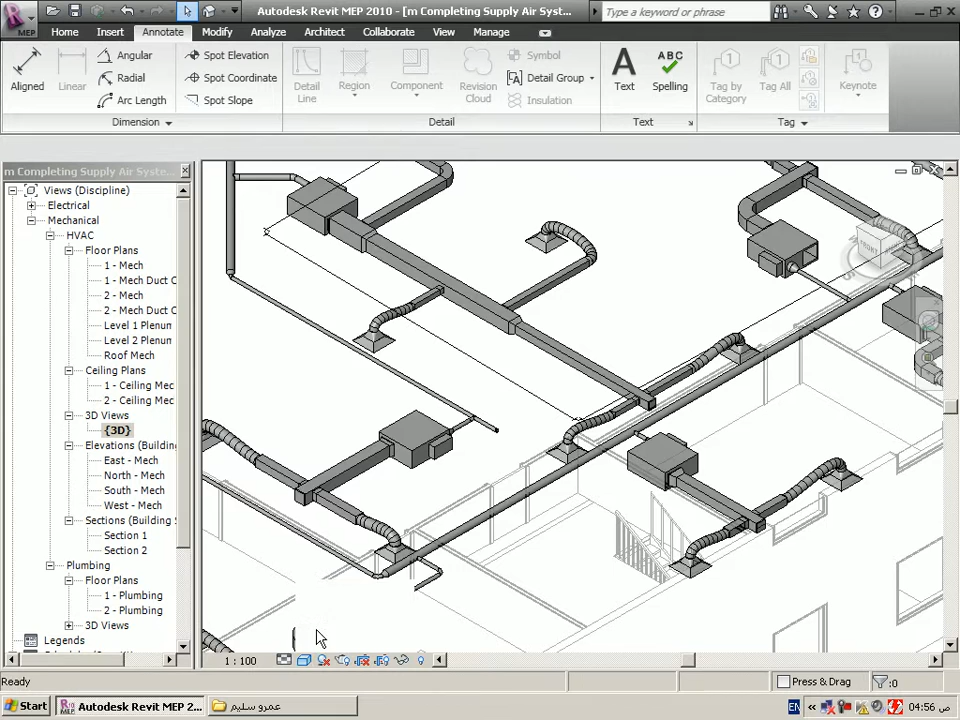 Autodesk Revit MEP 2010 - [m Completing Supply Air Syst...
Type a keyword or phrase
MEP
Home Insert Annotate Modify Analyze Architect Collaborate View Manage
Aligned
Linear
Angular
Radial
Arc Length
Spot Elevation
Spot Coordinate
Spot Slope
Detail Line
Region
Component
Revision Cloud
Symbol
Detail Group
Insulation
Text
ABC
Spelling
Tag by Category
Tag All
Keynote
Dimension
Detail
Text
Tag
m Completing Supply Air Syste...
Views (Discipline)
Electrical
Mechanical
HVAC
Floor Plans
1 - Mech
1 - Mech Duct C
2 - Mech
2 - Mech Duct C
Level 1 Plenum
Level 2 Plenum
Roof Mech
Ceiling Plans
1 - Ceiling Mec
2 - Ceiling Mec
3D Views
{3D}
Elevations (Building
East - Mech
North - Mech
South - Mech
West - Mech
Sections (Building
Section 1
Section 2
Plumbing
Floor Plans
1 - Plumbing
2 - Plumbing
3D Views
Legends
FRONT
1 : 100
Ready
Press & Drag
:0
Start
Autodesk Revit MEP 2...
عمرو سليم
EN
04:56 ص